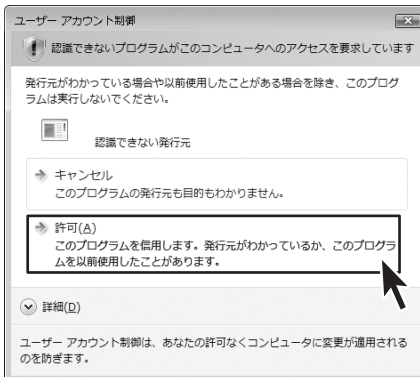 ユーザー アカウント制御
認識できないプログラムがこのコンピュータへのアクセスを要求しています
発行元がわかっている場合や以前使用したことがある場合を除き、このプログ
ラムは実行しないでください。
認識できない発行元
キャンセル
このプログラムの発行元も目的もわかりません。
許可(A)
このプログラムを信用します。発行元がわかっているか、このプログラ
ムを以前使用したことがあります。
詳細(D)
ユーザー アカウント制御は、あなたの許可なくコンピュータに変更が適用される
のを防ぎます。